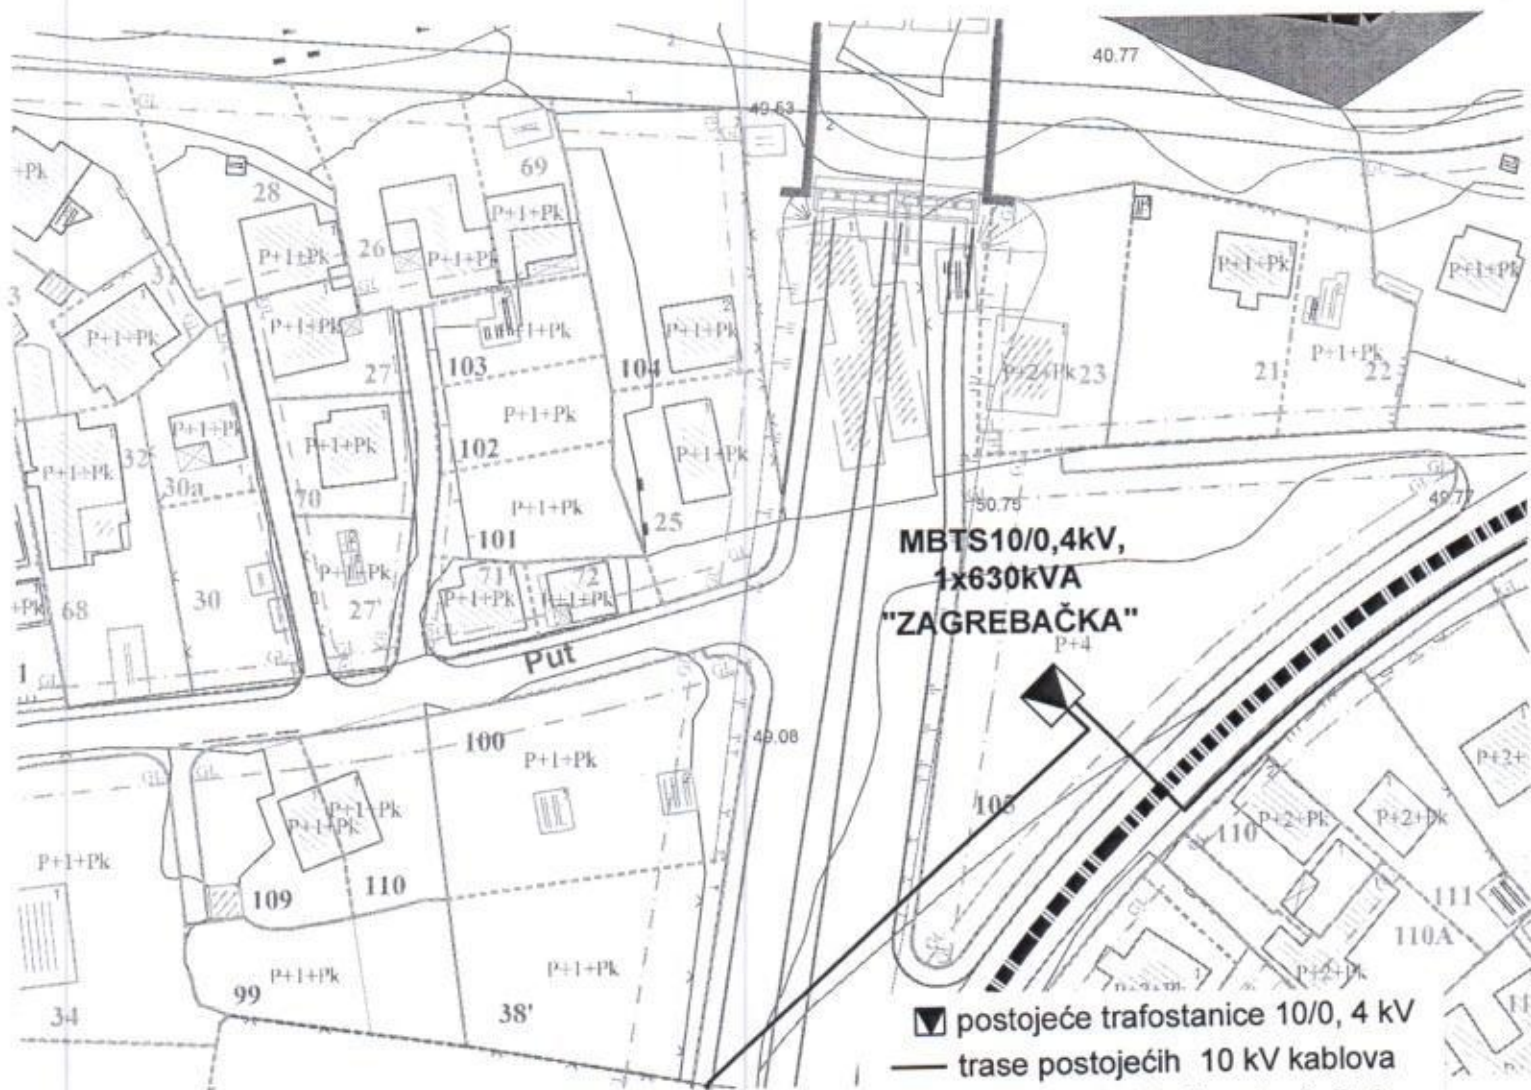 40.77
49.53
69
P+1+Pk
28
P+1+Pk
26
P+1+Pk
P+1+Pk
P+1+Pk
P+1+Pk
P+1+Pk
P+1+Pk
103
104
P+1+Pk
27
P+2+Pk
23
21
P+1+Pk
22
P+1+Pk
P+1+Pk
P+1+Pk
102
P+1+Pk
P+1+Pk
32
30a
70
P+1+Pk
101
25
50.75
49.77
MBTS10/0,4kV,
1x630kVA
"ZAGREBAČKA"
P+4
P+1+Pk
71
P+1+Pk
72
P+1+Pk
68
30
27'
Put
100
P+1+Pk
49.08
105
P+1+Pk
P+1+Pk
P+1+Pk
109
110
110
P+2+Pk
P+2+Pk
111
110A
P+2+Pk
99
P+1+Pk
P+1+Pk
38'
34
postojeće trafostanice 10/0, 4 kV
trase postojećih 10 kV kablova